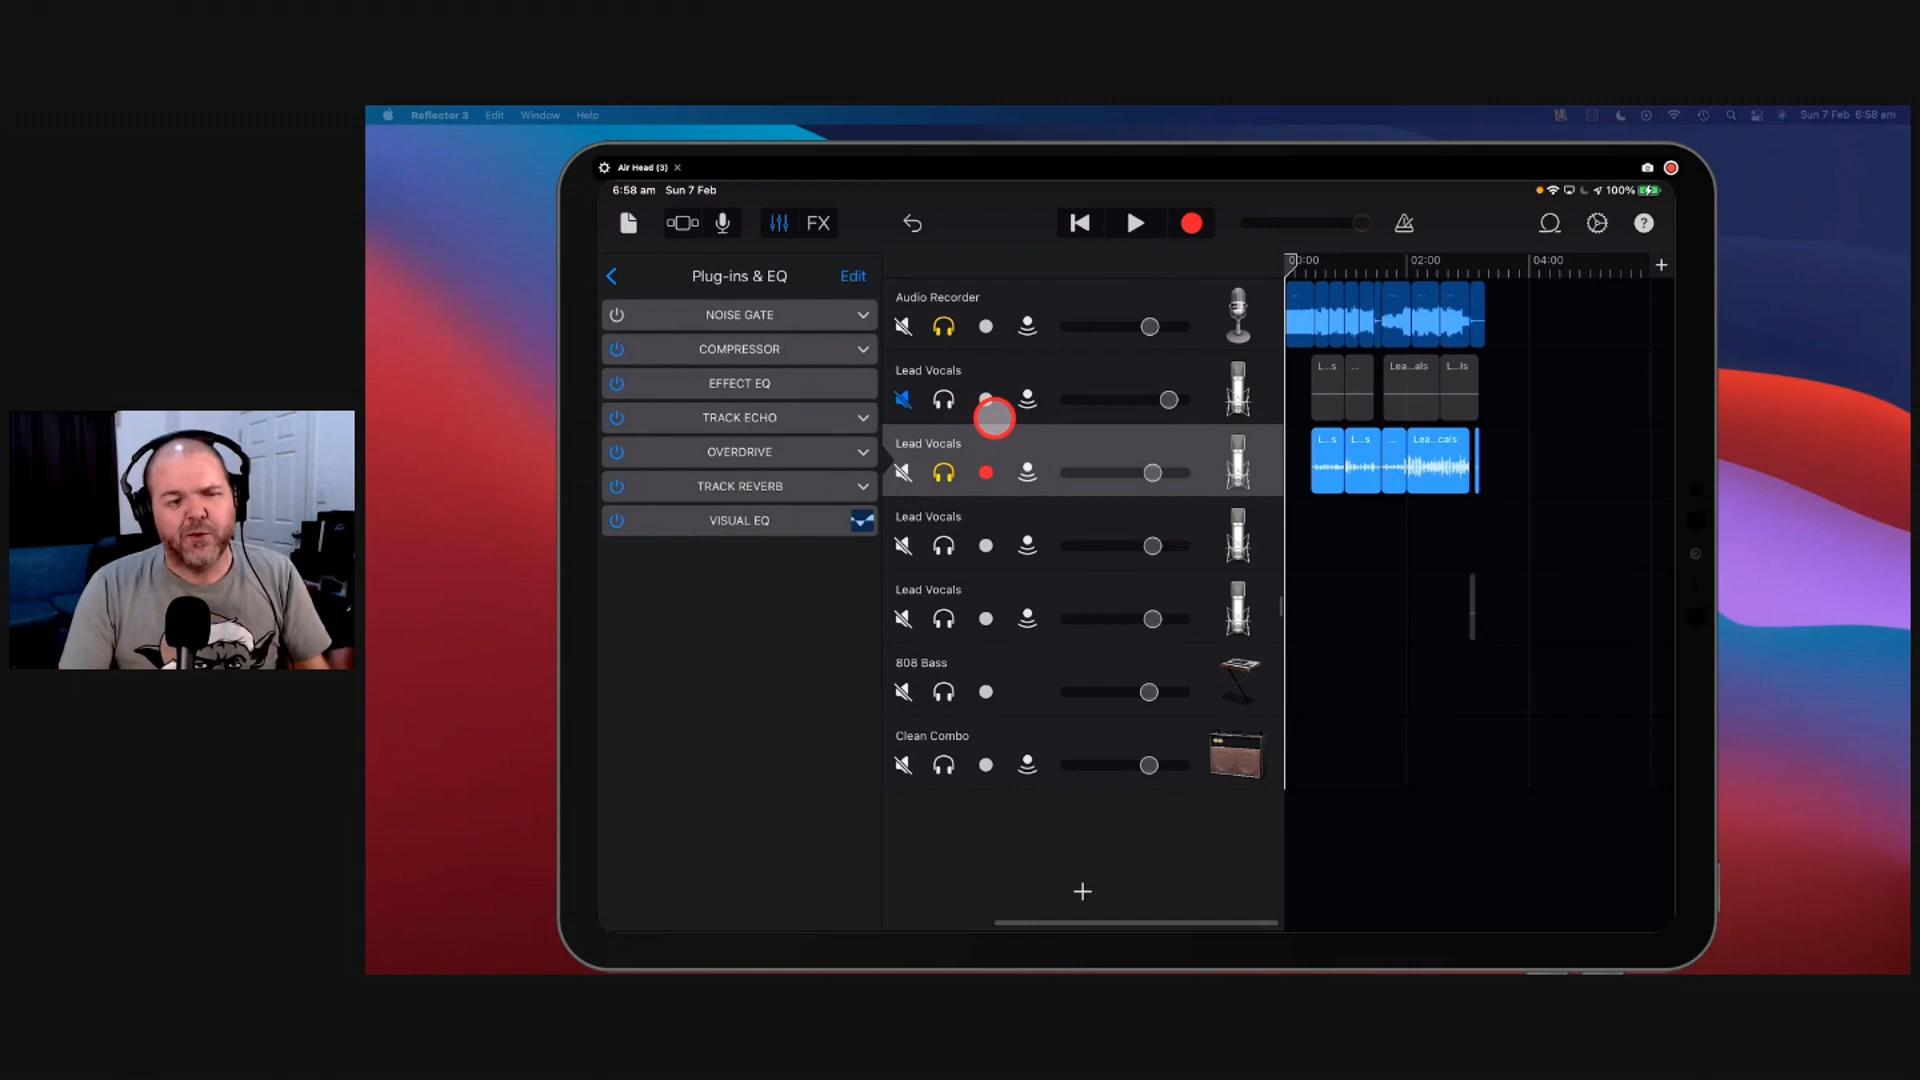 Reflector 3 Edit Window Help
Sun 7 Feb 6:58 am
Air Head (3)
6:58 am Sun 7 Feb
100%
FX
Plug-ins & EQ
Edit
NOISE GATE
COMPRESSOR
EFFECT EQ
TRACK ECHO
OVERDRIVE
TRACK REVERB
VISUAL EQ
00:00 02:00 04:00
Audio Recorder
Lead Vocals
L...s ... Lea...als L...ls
Lead Vocals
L...s L...s ... Lea...cals
Lead Vocals
Lead Vocals
808 Bass
Clean Combo